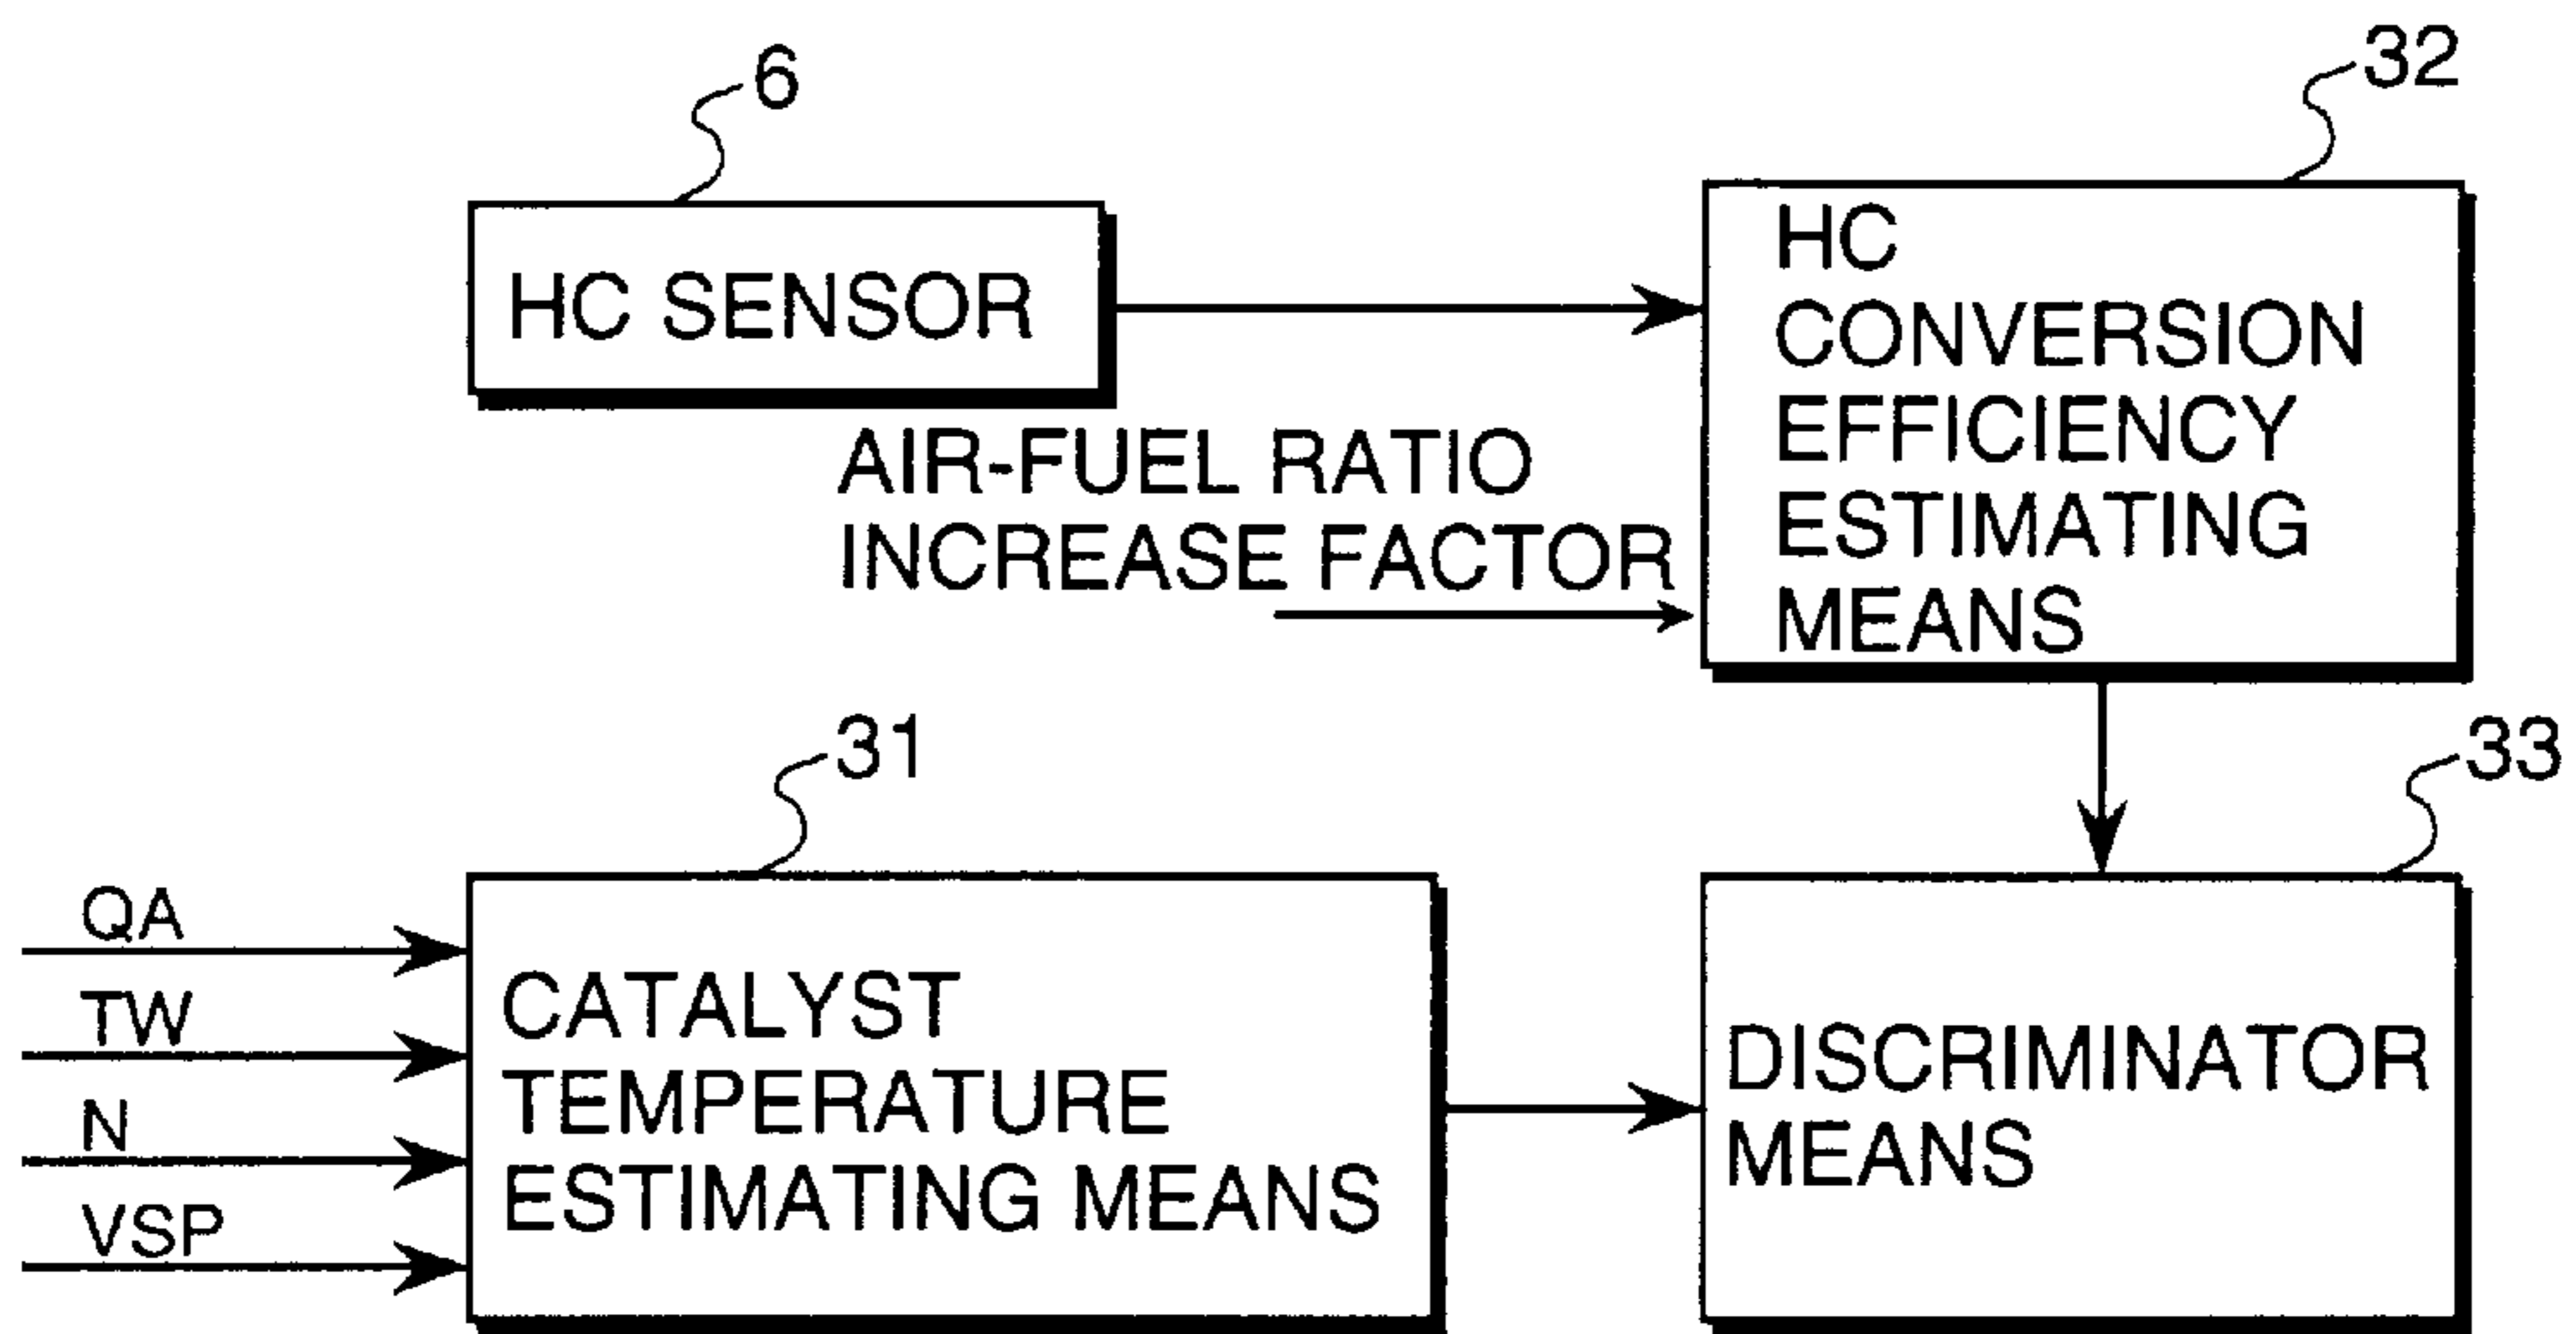 6
32
HC SENSOR
HC
CONVERSION
EFFICIENCY
ESTIMATING
MEANS
AIR-FUEL RATIO
INCREASE FACTOR
31
33
QA
TW
N
VSP
CATALYST
TEMPERATURE
ESTIMATING MEANS
DISCRIMINATOR
MEANS